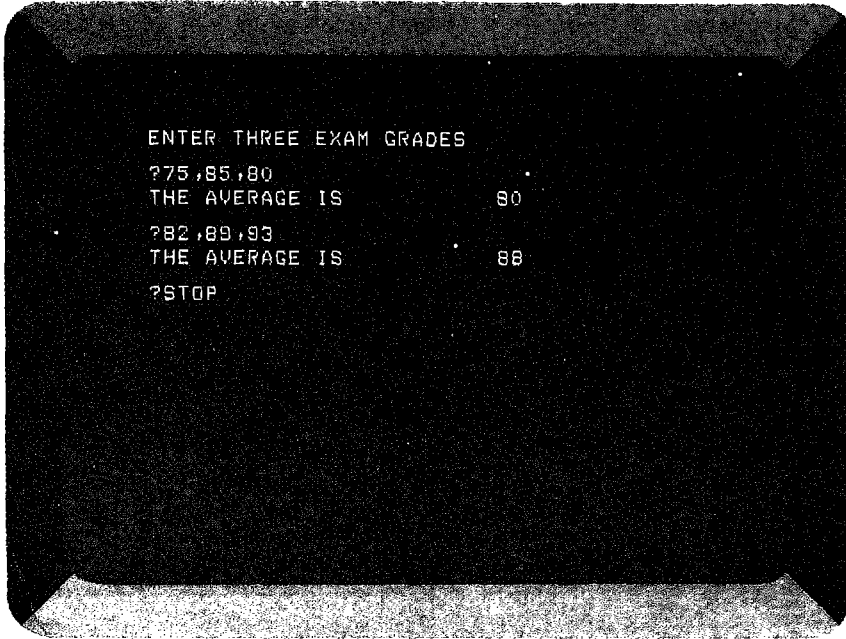 ENTER THREE EXAM GRADES
?75,85,80
THE AVERAGE IS 80
?82,89,93
THE AVERAGE IS 88
?STOP